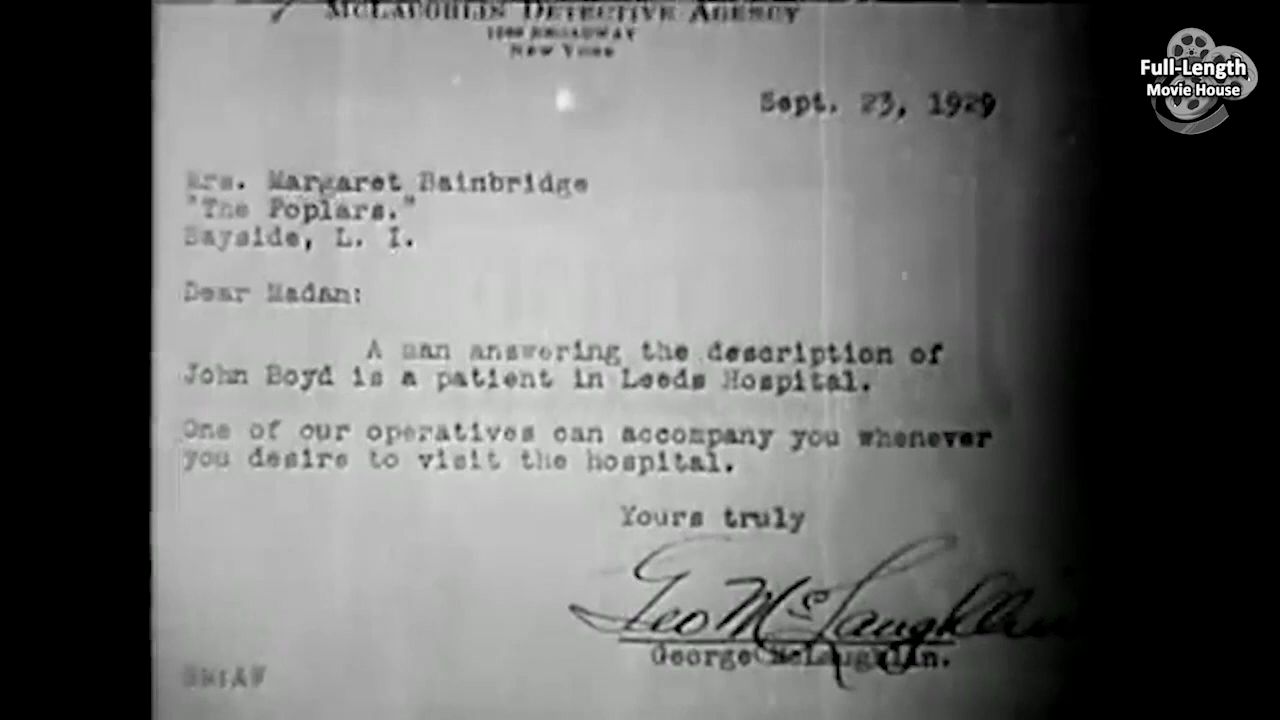 McLaughlin Detective Agency
Broadway
New York
Sept. 23, 1929
Mrs. Margaret Bainbridge
"The Poplars."
Bayside, L. I.
Dear Madam:
A man answering the description of
John Boyd is a patient in Leeds Hospital.
One of our operatives can accompany you whenever
you desire to visit the hospital.
Yours truly
Geo McLaughlin
George McLaughlin.
Full-Length
Movie House